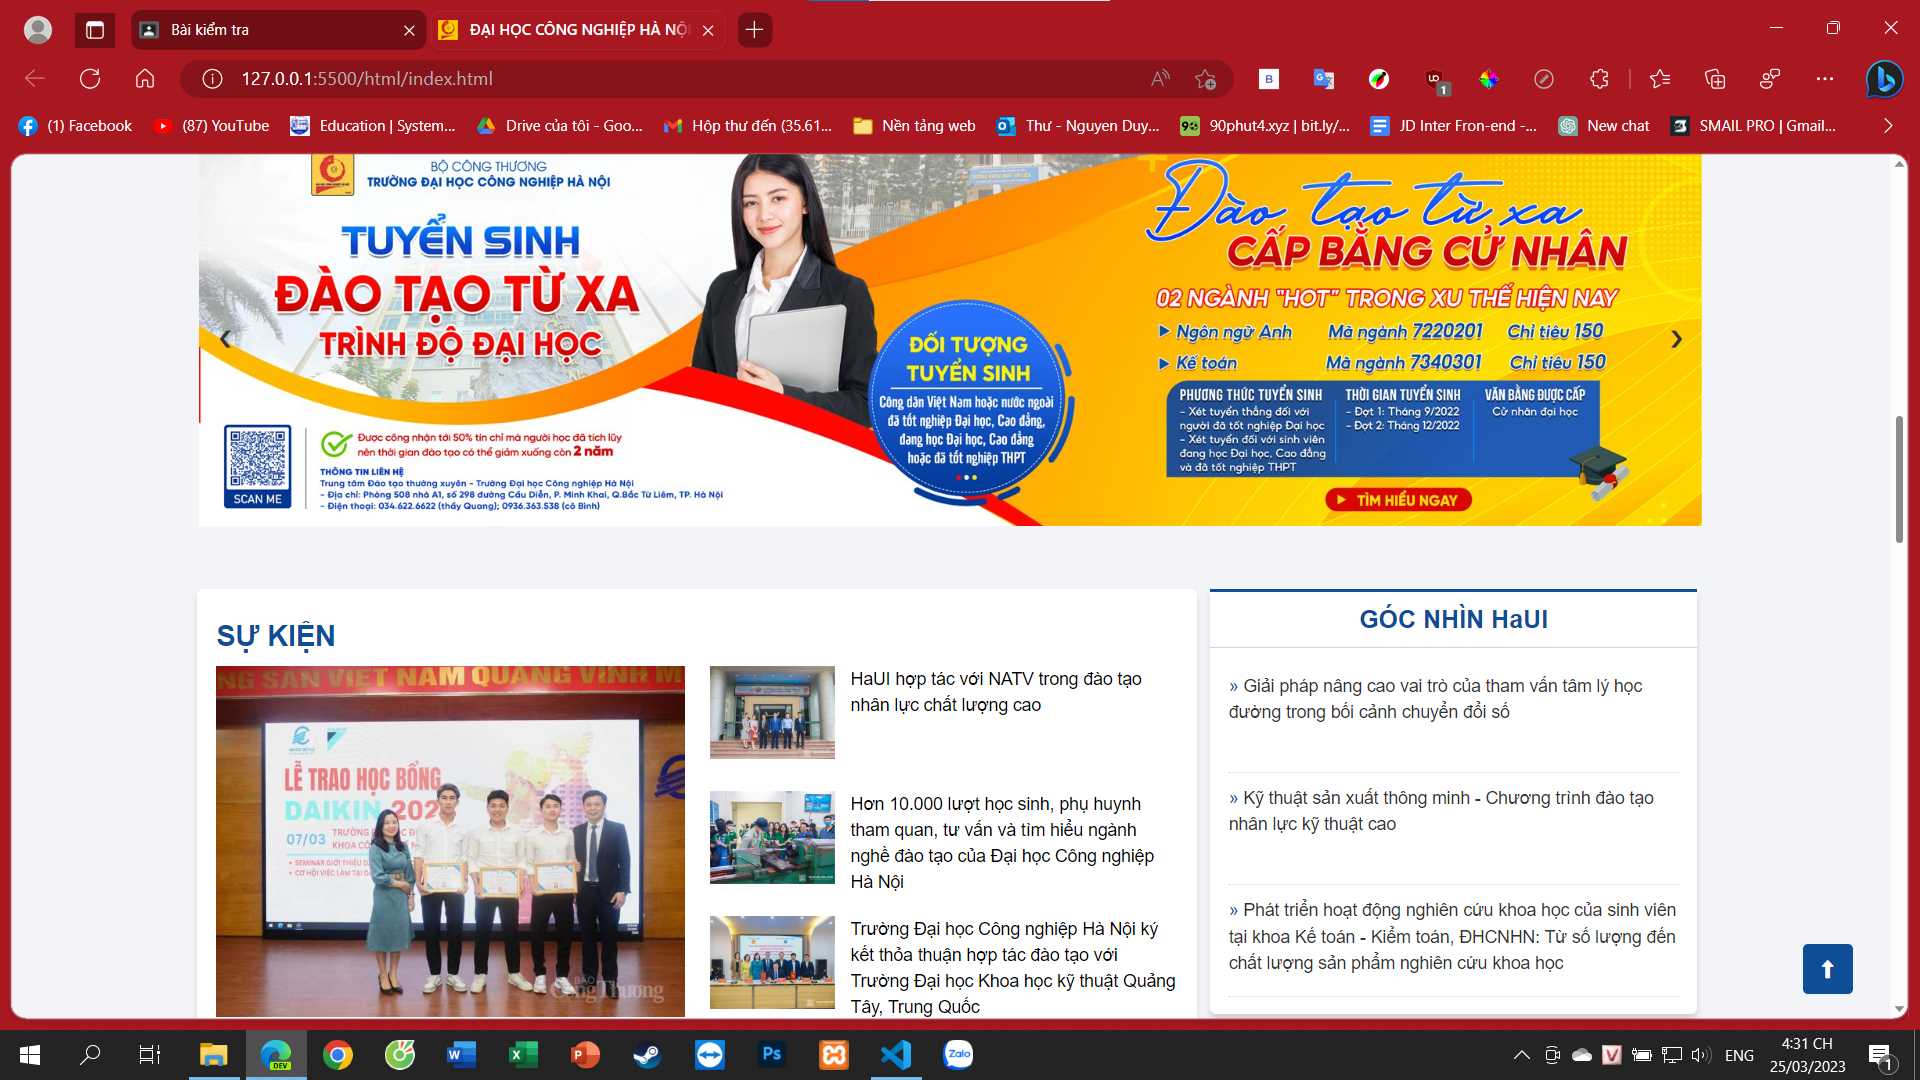 Bài kiểm tra
ĐẠI HỌC CÔNG NGHIỆP HÀ NỘI
127.0.0.1:5500/html/index.html
1
(1) Facebook
(87) YouTube
Education | System...
Drive của tôi - Goo...
Hộp thư đến (35.61...
Nền tảng web
Thư - Nguyen Duy...
90phut4.xyz | bit.ly/...
JD Inter Fron-end -...
New chat
SMAIL PRO | Gmail...
BỘ CÔNG THƯƠNG
TRƯỜNG ĐẠI HỌC CÔNG NGHIỆP HÀ NỘI
TUYỂN SINH
ĐÀO TẠO TỪ XA
TRÌNH ĐỘ ĐẠI HỌC
SCAN ME
Được công nhận tới 50% tín chỉ mà người học đã tích lũy
nên thời gian đào tạo có thể giảm xuống còn 2 năm
THÔNG TIN LIÊN HỆ
Trung tâm Đào tạo thường xuyên - Trường Đại học Công nghiệp Hà Nội
- Địa chỉ: Phòng 508 nhà A1, số 298 đường Cầu Diễn, P. Minh Khai, Q.Bắc Từ Liêm, TP. Hà Nội
- Điện thoại: 034.622.6622 (thầy Quang); 0936.363.538 (cô Bình)
ĐỐI TƯỢNG
TUYỂN SINH
Công dân Việt Nam hoặc nước ngoài
đã tốt nghiệp Đại học, Cao đẳng,
đang học Đại học, Cao đẳng
hoặc đã tốt nghiệp THPT
Đào tạo từ xa
CẤP BẰNG CỬ NHÂN
02 NGÀNH "HOT" TRONG XU THẾ HIỆN NAY
Ngôn ngữ Anh Mã ngành 7220201 Chỉ tiêu 150
Kế toán Mã ngành 7340301 Chỉ tiêu 150
PHƯƠNG THỨC TUYỂN SINH
- Xét tuyển thẳng đối với
người đã tốt nghiệp Đại học
- Xét tuyển đối với sinh viên
đang học Đại học, Cao đẳng
và đã tốt nghiệp THPT
THỜI GIAN TUYỂN SINH
- Đợt 1: Tháng 9/2022
- Đợt 2: Tháng 12/2022
VĂN BẰNG ĐƯỢC CẤP
Cử nhân đại học
TÌM HIỂU NGAY
SỰ KIỆN
NG SẢN VIỆT NAM QUANG VINH M
LỄ TRAO HỌC BỔNG
DAIKIN 202
07/03
HaUI hợp tác với NATV trong đào tạo
nhân lực chất lượng cao
Hơn 10.000 lượt học sinh, phụ huynh
tham quan, tư vấn và tìm hiểu ngành
nghề đào tạo của Đại học Công nghiệp
Hà Nội
Trường Đại học Công nghiệp Hà Nội ký
kết thỏa thuận hợp tác đào tạo với
Trường Đại học Khoa học kỹ thuật Quảng
Tây, Trung Quốc
BÁO
Công Thương
GÓC NHÌN HaUI
» Giải pháp nâng cao vai trò của tham vấn tâm lý học
đường trong bối cảnh chuyển đổi số
» Kỹ thuật sản xuất thông minh - Chương trình đào tạo
nhân lực kỹ thuật cao
» Phát triển hoạt động nghiên cứu khoa học của sinh viên
tại khoa Kế toán - Kiểm toán, ĐHCNHN: Từ số lượng đến
chất lượng sản phẩm nghiên cứu khoa học
DEV
Ps
Zalo
ENG
4:31 CH
25/03/2023
1